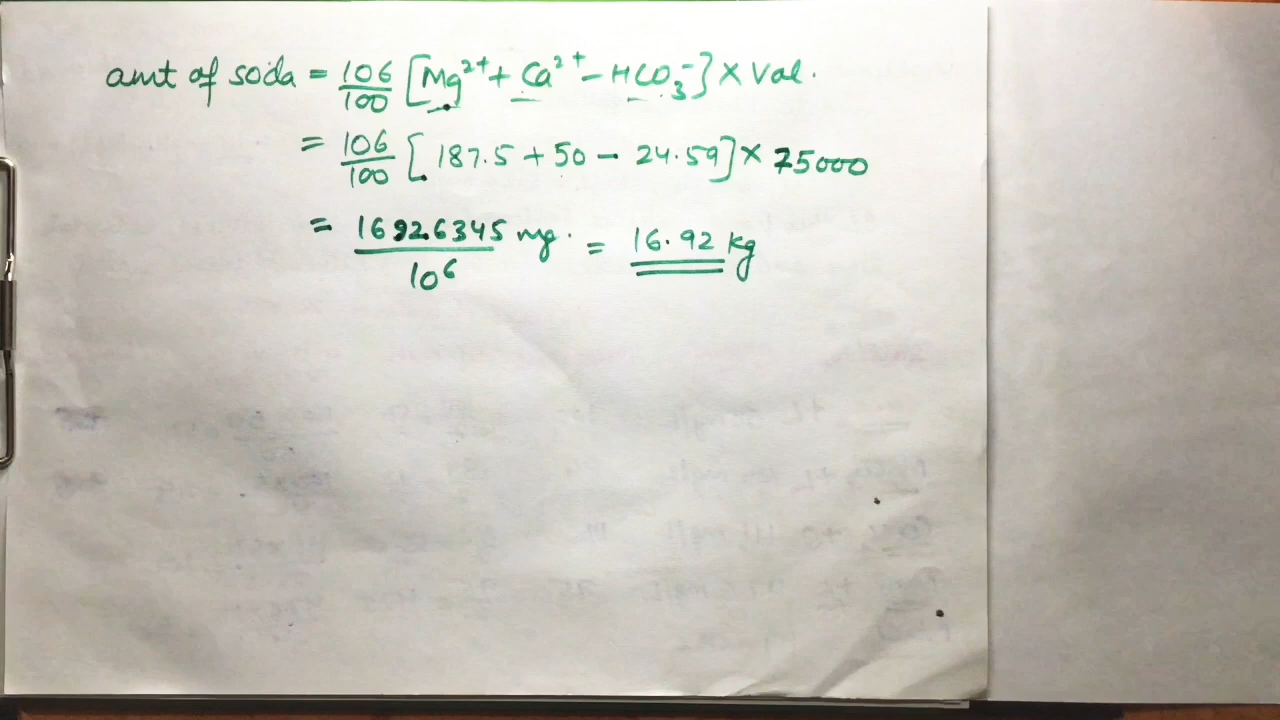 amt of soda = 106/100 [Mg²⁺ + Ca²⁺ - HCO₃⁻] × Vol.
= 106/100 [187.5 + 50 - 24.59] × 75000
= 16926345 mg. / 10⁶ = 16.92 kg